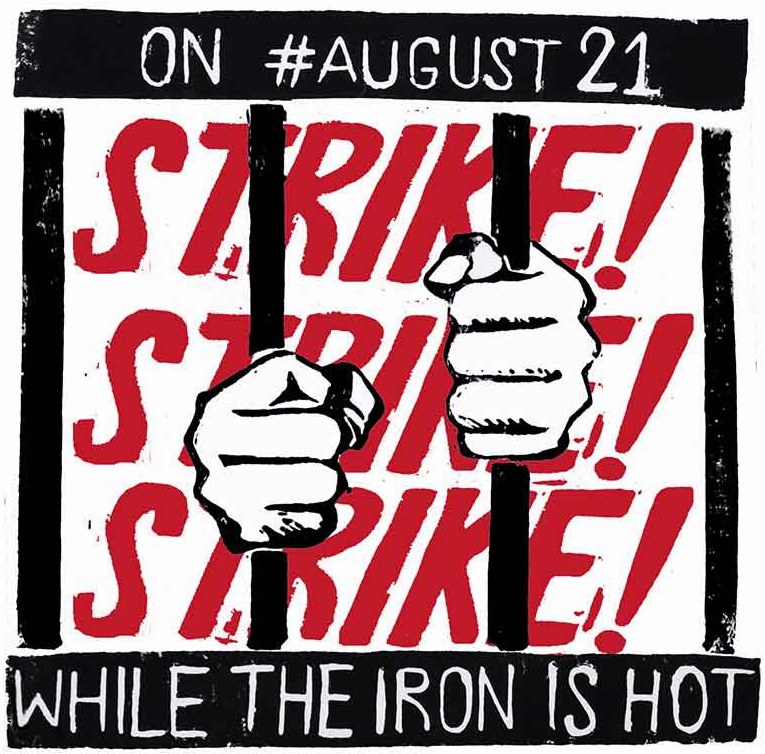 ON #AUGUST 21
STRIKE!
STRIKE!
STRIKE!
WHILE THE IRON IS HOT